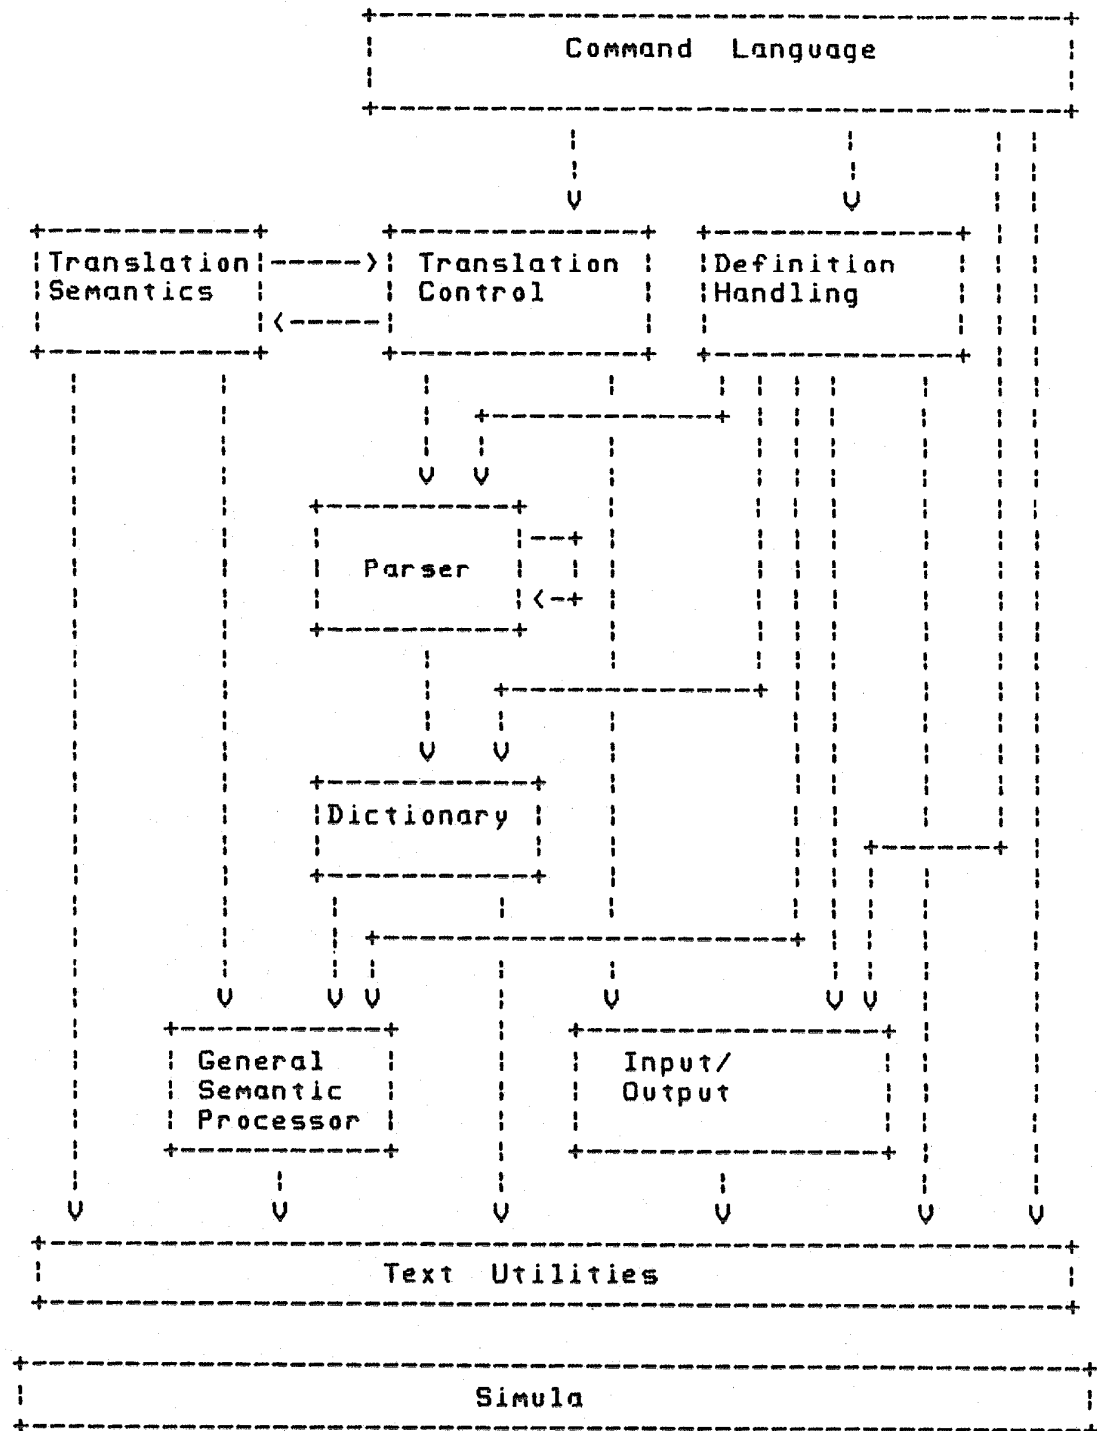 Command Language
Translation
Semantics
Translation
Control
Definition
Handling
Parser
Dictionary
General
Semantic
Processor
Input/
Output
Text Utilities
Simula